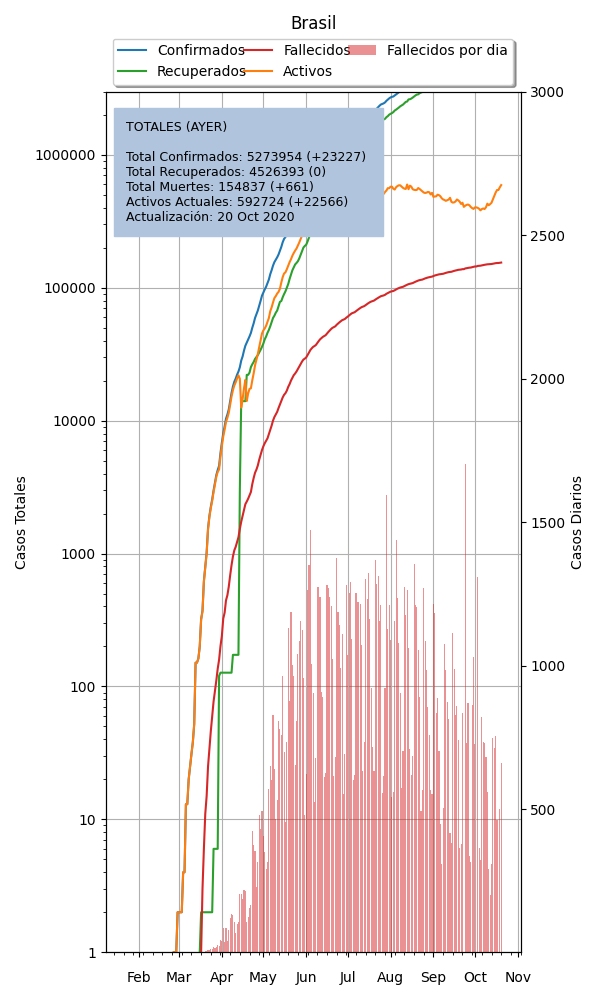 Brasil
Confirmados
Recuperados
Fallecidos
Activos
Fallecidos por dia
TOTALES (AYER)
Total Confirmados: 5273954 (+23227)
Total Recuperados: 4526393 (0)
Total Muertes: 154837 (+661)
Activos Actuales: 592724 (+22566)
Actualización: 20 Oct 2020
Casos Totales
1000000
100000
10000
1000
100
10
1
Casos Diarios
3000
2500
2000
1500
1000
500
Feb Mar Apr May Jun Jul Aug Sep Oct Nov